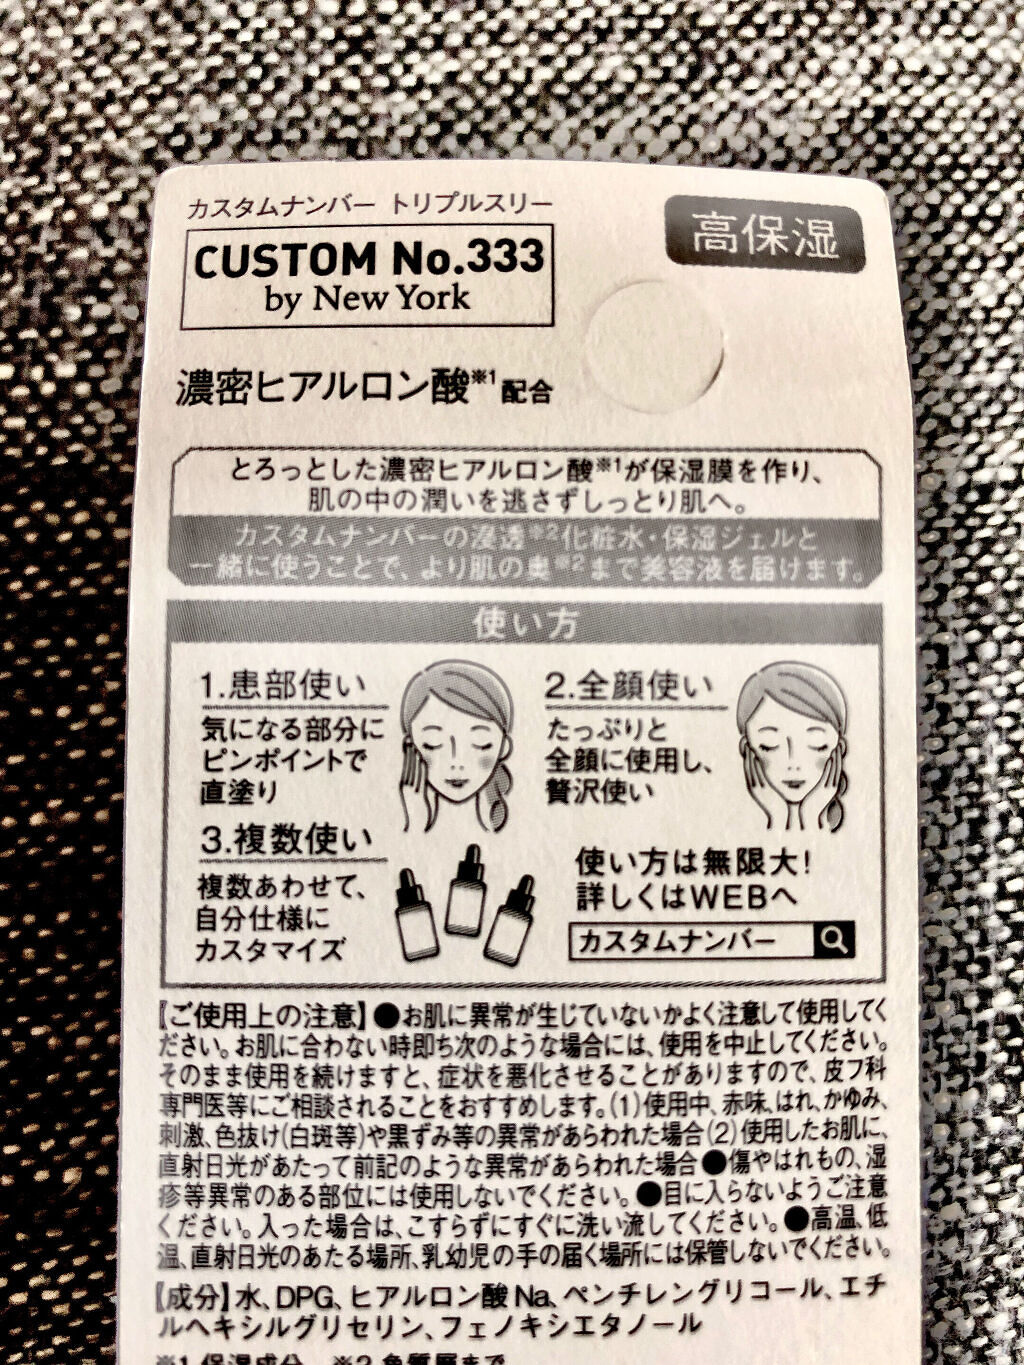 カスタムナンバー トリプルスリー
CUSTOM No.333
by New York
高保湿
濃密ヒアルロン酸※1配合
とろっとした濃密ヒアルロン酸※1が保湿膜を作り、
肌の中の潤いを逃さずしっとり肌へ。
カスタムナンバーの浸透※2化粧水・保湿ジェルと
一緒に使うことで、より肌の奥※2まで美容液を届けます。
使い方
1.患部使い
気になる部分に
ピンポイントで
直塗り
2.全顔使い
たっぷりと
全顔に使用し、
贅沢使い
3.複数使い
複数あわせて、
自分仕様に
カスタマイズ
使い方は無限大!
詳しくはWEBへ
カスタムナンバー
【ご使用上の注意】●お肌に異常が生じていないかよく注意して使用してく
ださい。お肌に合わない時即ち次のような場合には、使用を中止してください。
そのまま使用を続けますと、症状を悪化させることがありますので、皮フ科
専門医等にご相談されることをおすすめします。(1)使用中、赤味、はれ、かゆみ、
刺激、色抜け(白斑等)や黒ずみ等の異常があらわれた場合(2)使用したお肌に、
直射日光があたって前記のような異常があらわれた場合●傷やはれもの、湿
疹等異常のある部位には使用しないでください。●目に入らないようご注意
ください。入った場合は、こすらずにすぐに洗い流してください。●高温、低
温、直射日光のあたる場所、乳幼児の手の届く場所には保管しないでください。
【成分】水、DPG、ヒアルロン酸Na、ペンチレングリコール、エチ
ルヘキシルグリセリン、フェノキシエタノール
※1 保湿成分 ※2 角質層まで